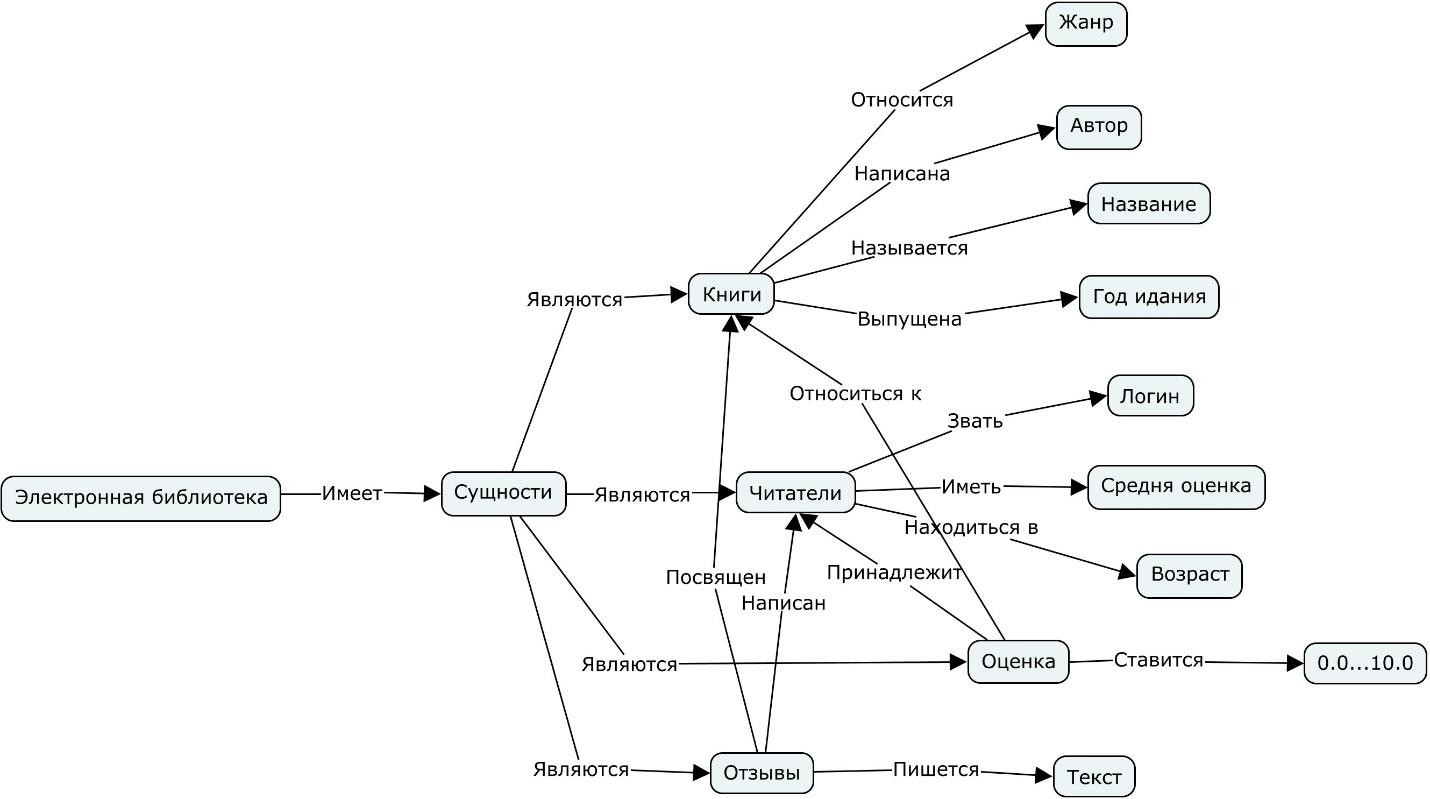 Жанр
Относится
Автор
Написана
Название
Называется
Книги
Год идания
Являются
Выпущена
Относиться к
Логин
Звать
Электронная библиотека
Имеет
Сущности
Являются
Читатели
Иметь
Средня оценка
Находиться в
Принадлежит
Возраст
Посвящен
Написан
Являются
Оценка
Ставится
0.0...10.0
Являются
Отзывы
Пишется
Текст